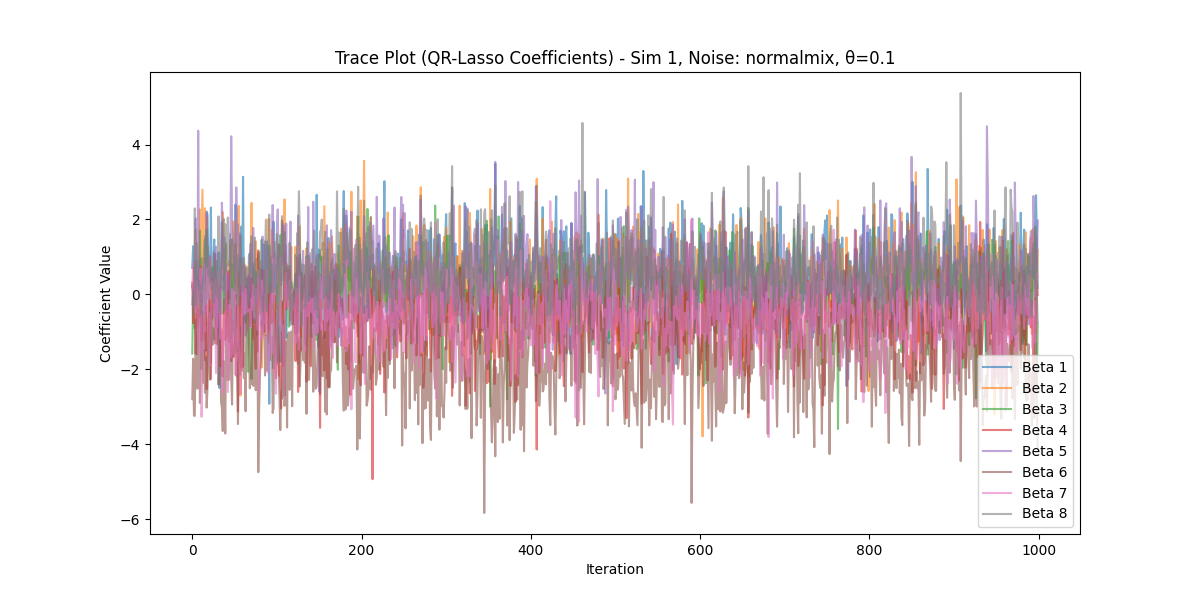 Trace Plot (QR-Lasso Coefficients) - Sim 1, Noise: normalmix, θ=0.1
Coefficient Value
4
2
0
−2
−4
−6
Beta 1
Beta 2
Beta 3
Beta 4
Beta 5
Beta 6
Beta 7
Beta 8
0 200 400 600 800 1000
Iteration